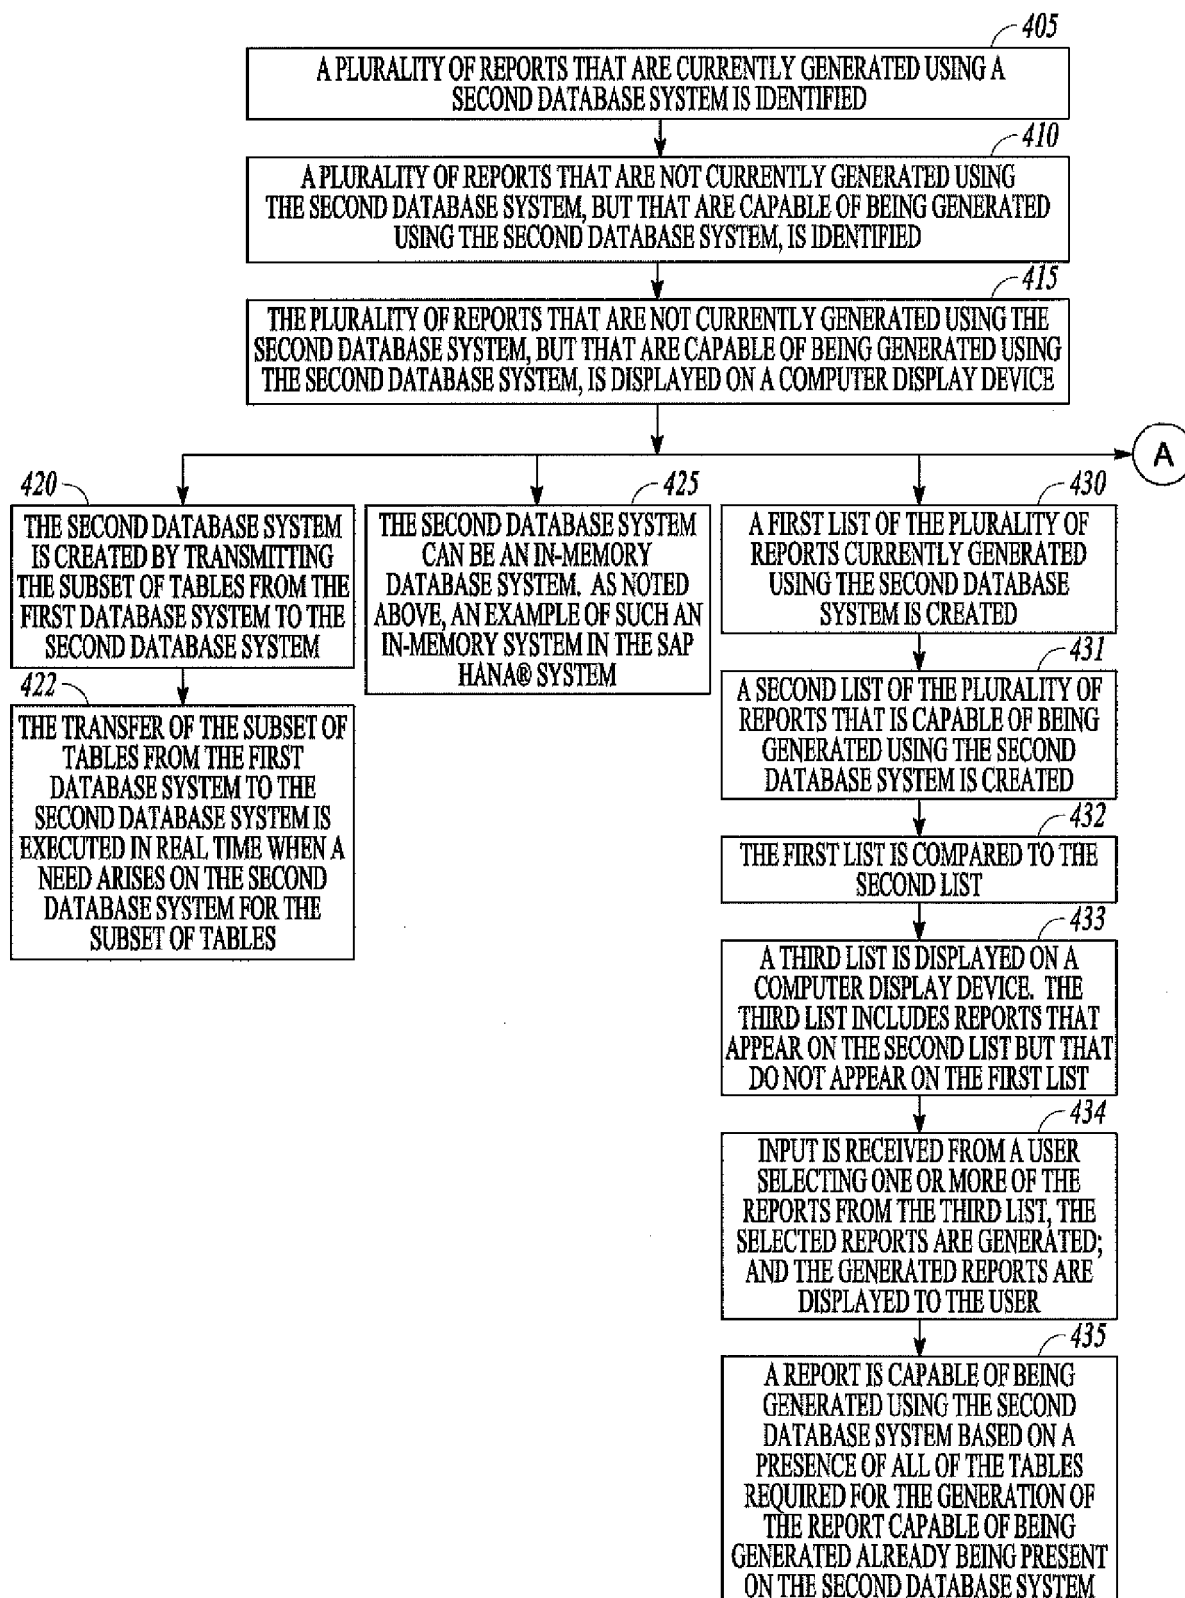 405
A PLURALITY OF REPORTS THAT ARE CURRENTLY GENERATED USING A
SECOND DATABASE SYSTEM IS IDENTIFIED
410
A PLURALITY OF REPORTS THAT ARE NOT CURRENTLY GENERATED USING
THE SECOND DATABASE SYSTEM, BUT THAT ARE CAPABLE OF BEING GENERATED
USING THE SECOND DATABASE SYSTEM, IS IDENTIFIED
415
THE PLURALITY OF REPORTS THAT ARE NOT CURRENTLY GENERATED USING THE
SECOND DATABASE SYSTEM, BUT THAT ARE CAPABLE OF BEING GENERATED USING
THE SECOND DATABASE SYSTEM, IS DISPLAYED ON A COMPUTER DISPLAY DEVICE
A
420
THE SECOND DATABASE SYSTEM
IS CREATED BY TRANSMITTING
THE SUBSET OF TABLES FROM THE
FIRST DATABASE SYSTEM TO THE
SECOND DATABASE SYSTEM
422
THE TRANSFER OF THE SUBSET OF
TABLES FROM THE FIRST
DATABASE SYSTEM TO THE
SECOND DATABASE SYSTEM IS
EXECUTED IN REAL TIME WHEN A
NEED ARISES ON THE SECOND
DATABASE SYSTEM FOR THE
SUBSET OF TABLES
425
THE SECOND DATABASE SYSTEM
CAN BE AN IN-MEMORY
DATABASE SYSTEM. AS NOTED
ABOVE, AN EXAMPLE OF SUCH AN
IN-MEMORY SYSTEM IN THE SAP
HANA® SYSTEM
430
A FIRST LIST OF THE PLURALITY OF
REPORTS CURRENTLY GENERATED
USING THE SECOND DATABASE
SYSTEM IS CREATED
431
A SECOND LIST OF THE PLURALITY OF
REPORTS THAT IS CAPABLE OF BEING
GENERATED USING THE SECOND
DATABASE SYSTEM IS CREATED
432
THE FIRST LIST IS COMPARED TO THE
SECOND LIST
433
A THIRD LIST IS DISPLAYED ON A
COMPUTER DISPLAY DEVICE. THE
THIRD LIST INCLUDES REPORTS THAT
APPEAR ON THE SECOND LIST BUT THAT
DO NOT APPEAR ON THE FIRST LIST
434
INPUT IS RECEIVED FROM A USER
SELECTING ONE OR MORE OF THE
REPORTS FROM THE THIRD LIST, THE
SELECTED REPORTS ARE GENERATED;
AND THE GENERATED REPORTS ARE
DISPLAYED TO THE USER
435
A REPORT IS CAPABLE OF BEING
GENERATED USING THE SECOND
DATABASE SYSTEM BASED ON A
PRESENCE OF ALL OF THE TABLES
REQUIRED FOR THE GENERATION OF
THE REPORT CAPABLE OF BEING
GENERATED ALREADY BEING PRESENT
ON THE SECOND DATABASE SYSTEM